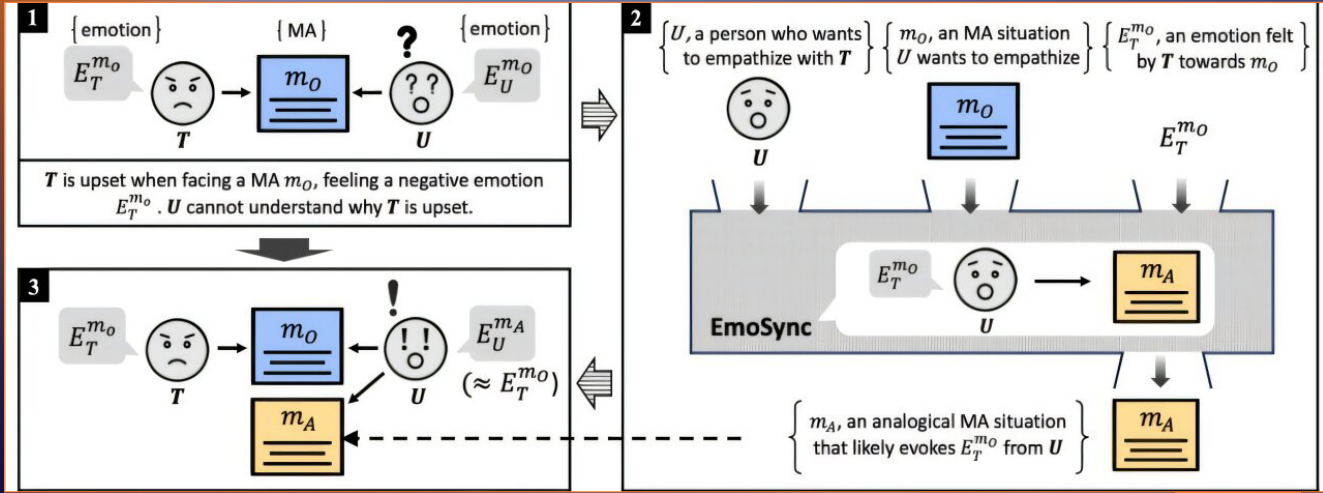 1
{emotion}
{MA}
{emotion}
?
E_T^{m_O}
m_O
? ?
E_U^{m_O}
T
U
T is upset when facing a MA m_O, feeling a negative emotion
E_T^{m_O} . U cannot understand why T is upset.
2
{U, a person who wants
to empathize with T}
{m_O, an MA situation
U wants to empathize}
{E_T^{m_O}, an emotion felt
by T towards m_O}
U
m_O
E_T^{m_O}
E_T^{m_O}
U
m_A
EmoSync
{m_A, an analogical MA situation
that likely evokes E_T^{m_O} from U}
m_A
3
!
E_T^{m_O}
T
m_O
! !
U
E_U^{m_A}
(≈ E_T^{m_O})
m_A